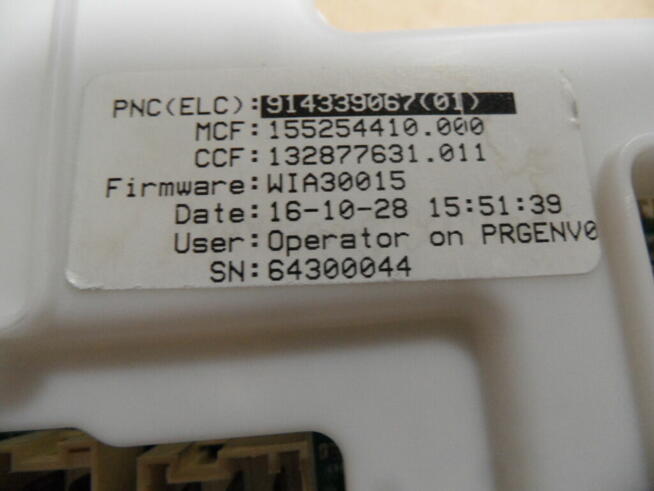 PNC(ELC):914339067(01)
MCF:155254410.000
CCF:132877631.011
Firmware:WIA30015
Date:16-10-28 15:51:39
User:Operator on PRGENV0
SN:64300044